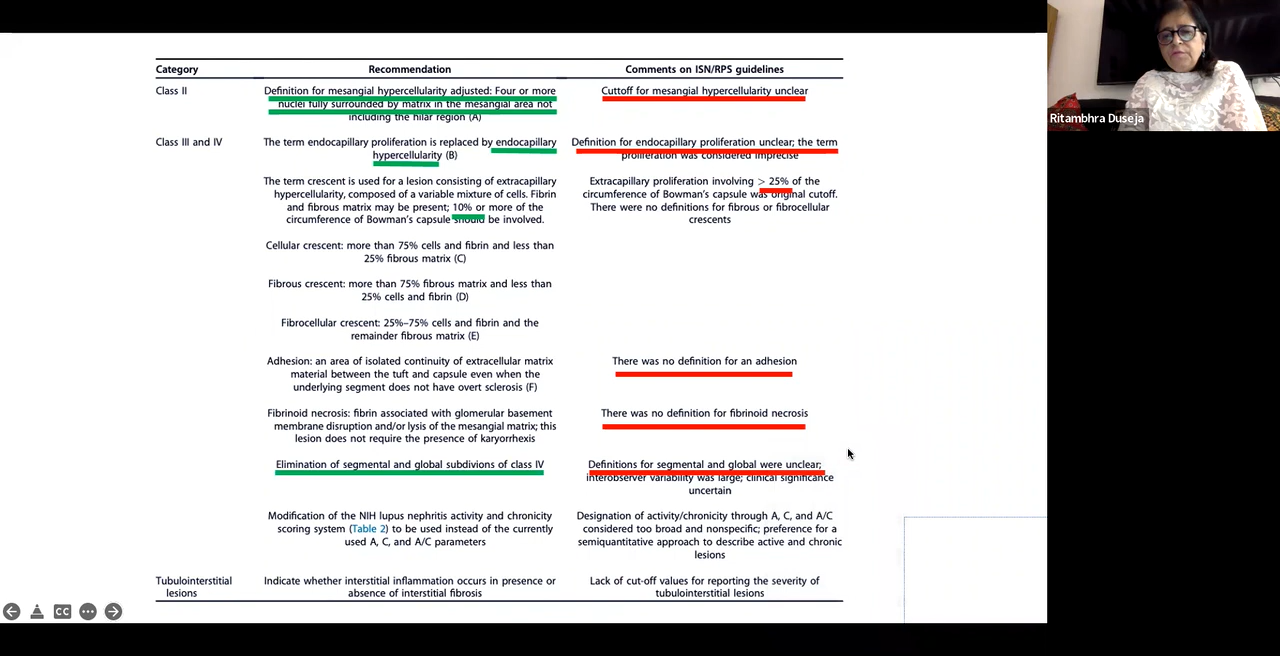 Category Recommendation Comments on ISN/RPS guidelines
Class II Definition for mesangial hypercellularity adjusted: Four or more Cuttoff for mesangial hypercellularity unclear
nuclei fully surrounded by matrix in the mesangial area not
including the hilar region (A)
Class III and IV The term endocapillary proliferation is replaced by endocapillary Definition for endocapillary proliferation unclear; the term
hypercellularity (B) proliferation was considered imprecise
The term crescent is used for a lesion consisting of extracapillary Extracapillary proliferation involving > 25% of the
hypercellularity, composed of a variable mixture of cells. Fibrin circumference of Bowman's capsule was original cutoff.
and fibrous matrix may be present; 10% or more of the There were no definitions for fibrous or fibrocellular
circumference of Bowman's capsule should be involved. crescents
Cellular crescent: more than 75% cells and fibrin and less than
25% fibrous matrix (C)
Fibrous crescent: more than 75% fibrous matrix and less than
25% cells and fibrin (D)
Fibrocellular crescent: 25%–75% cells and fibrin and the
remainder fibrous matrix (E)
Adhesion: an area of isolated continuity of extracellular matrix There was no definition for an adhesion
material between the tuft and capsule even when the
underlying segment does not have overt sclerosis (F)
Fibrinoid necrosis: fibrin associated with glomerular basement There was no definition for fibrinoid necrosis
membrane disruption and/or lysis of the mesangial matrix; this
lesion does not require the presence of karyorrhexis
Elimination of segmental and global subdivions of class IV Definitions for segmental and global were unclear;
interobserver variability was large; clinical significance
uncertain
Modification of the NIH lupus nephritis activity and chronicity Designation of activity/chronicity through A, C, and A/C
scoring system (Table 2) to be used instead of the currently considered too broad and nonspecific; preference for a
used A, C, and A/C parameters semiquantitative approach to describe active and chronic
lesions
Tubulointerstitial Indicate whether interstitial inflammation occurs in presence or Lack of cut-off values for reporting the severity of
lesions absence of interstitial fibrosis tubulointerstitial lesions
CC
Ritambhra Duseja